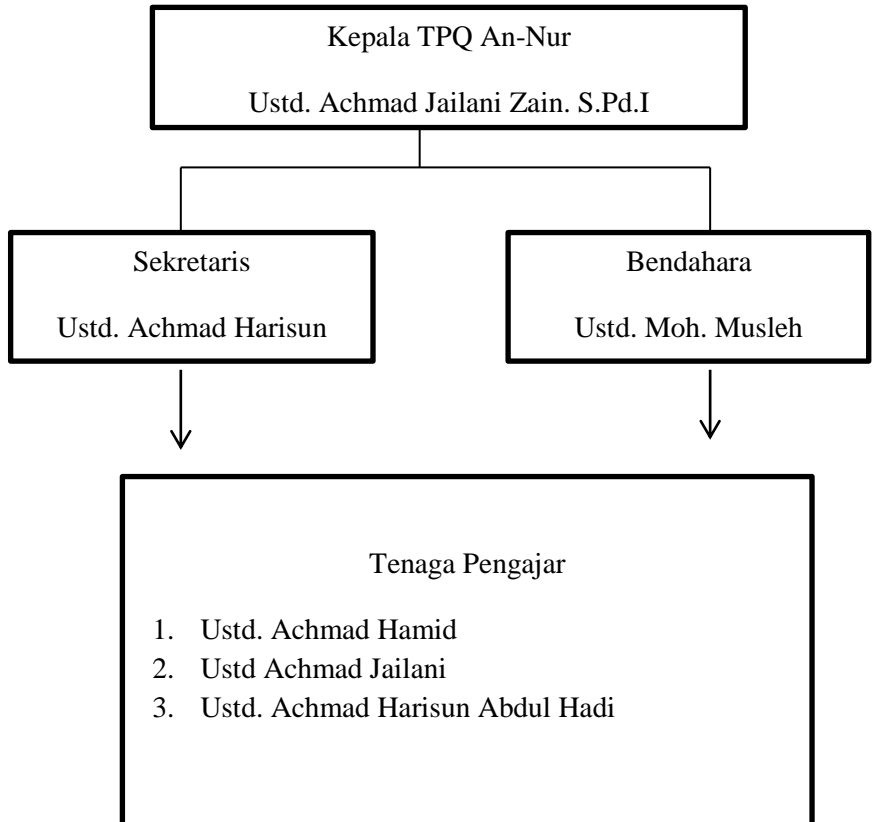 Kepala TPQ An-Nur
Ustd. Achmad Jailani Zain. S.Pd.I
Sekretaris
Ustd. Achmad Harisun
Bendahara
Ustd. Moh. Musleh
Tenaga Pengajar
1. Ustd. Achmad Hamid
2. Ustd Achmad Jailani
3. Ustd. Achmad Harisun Abdul Hadi